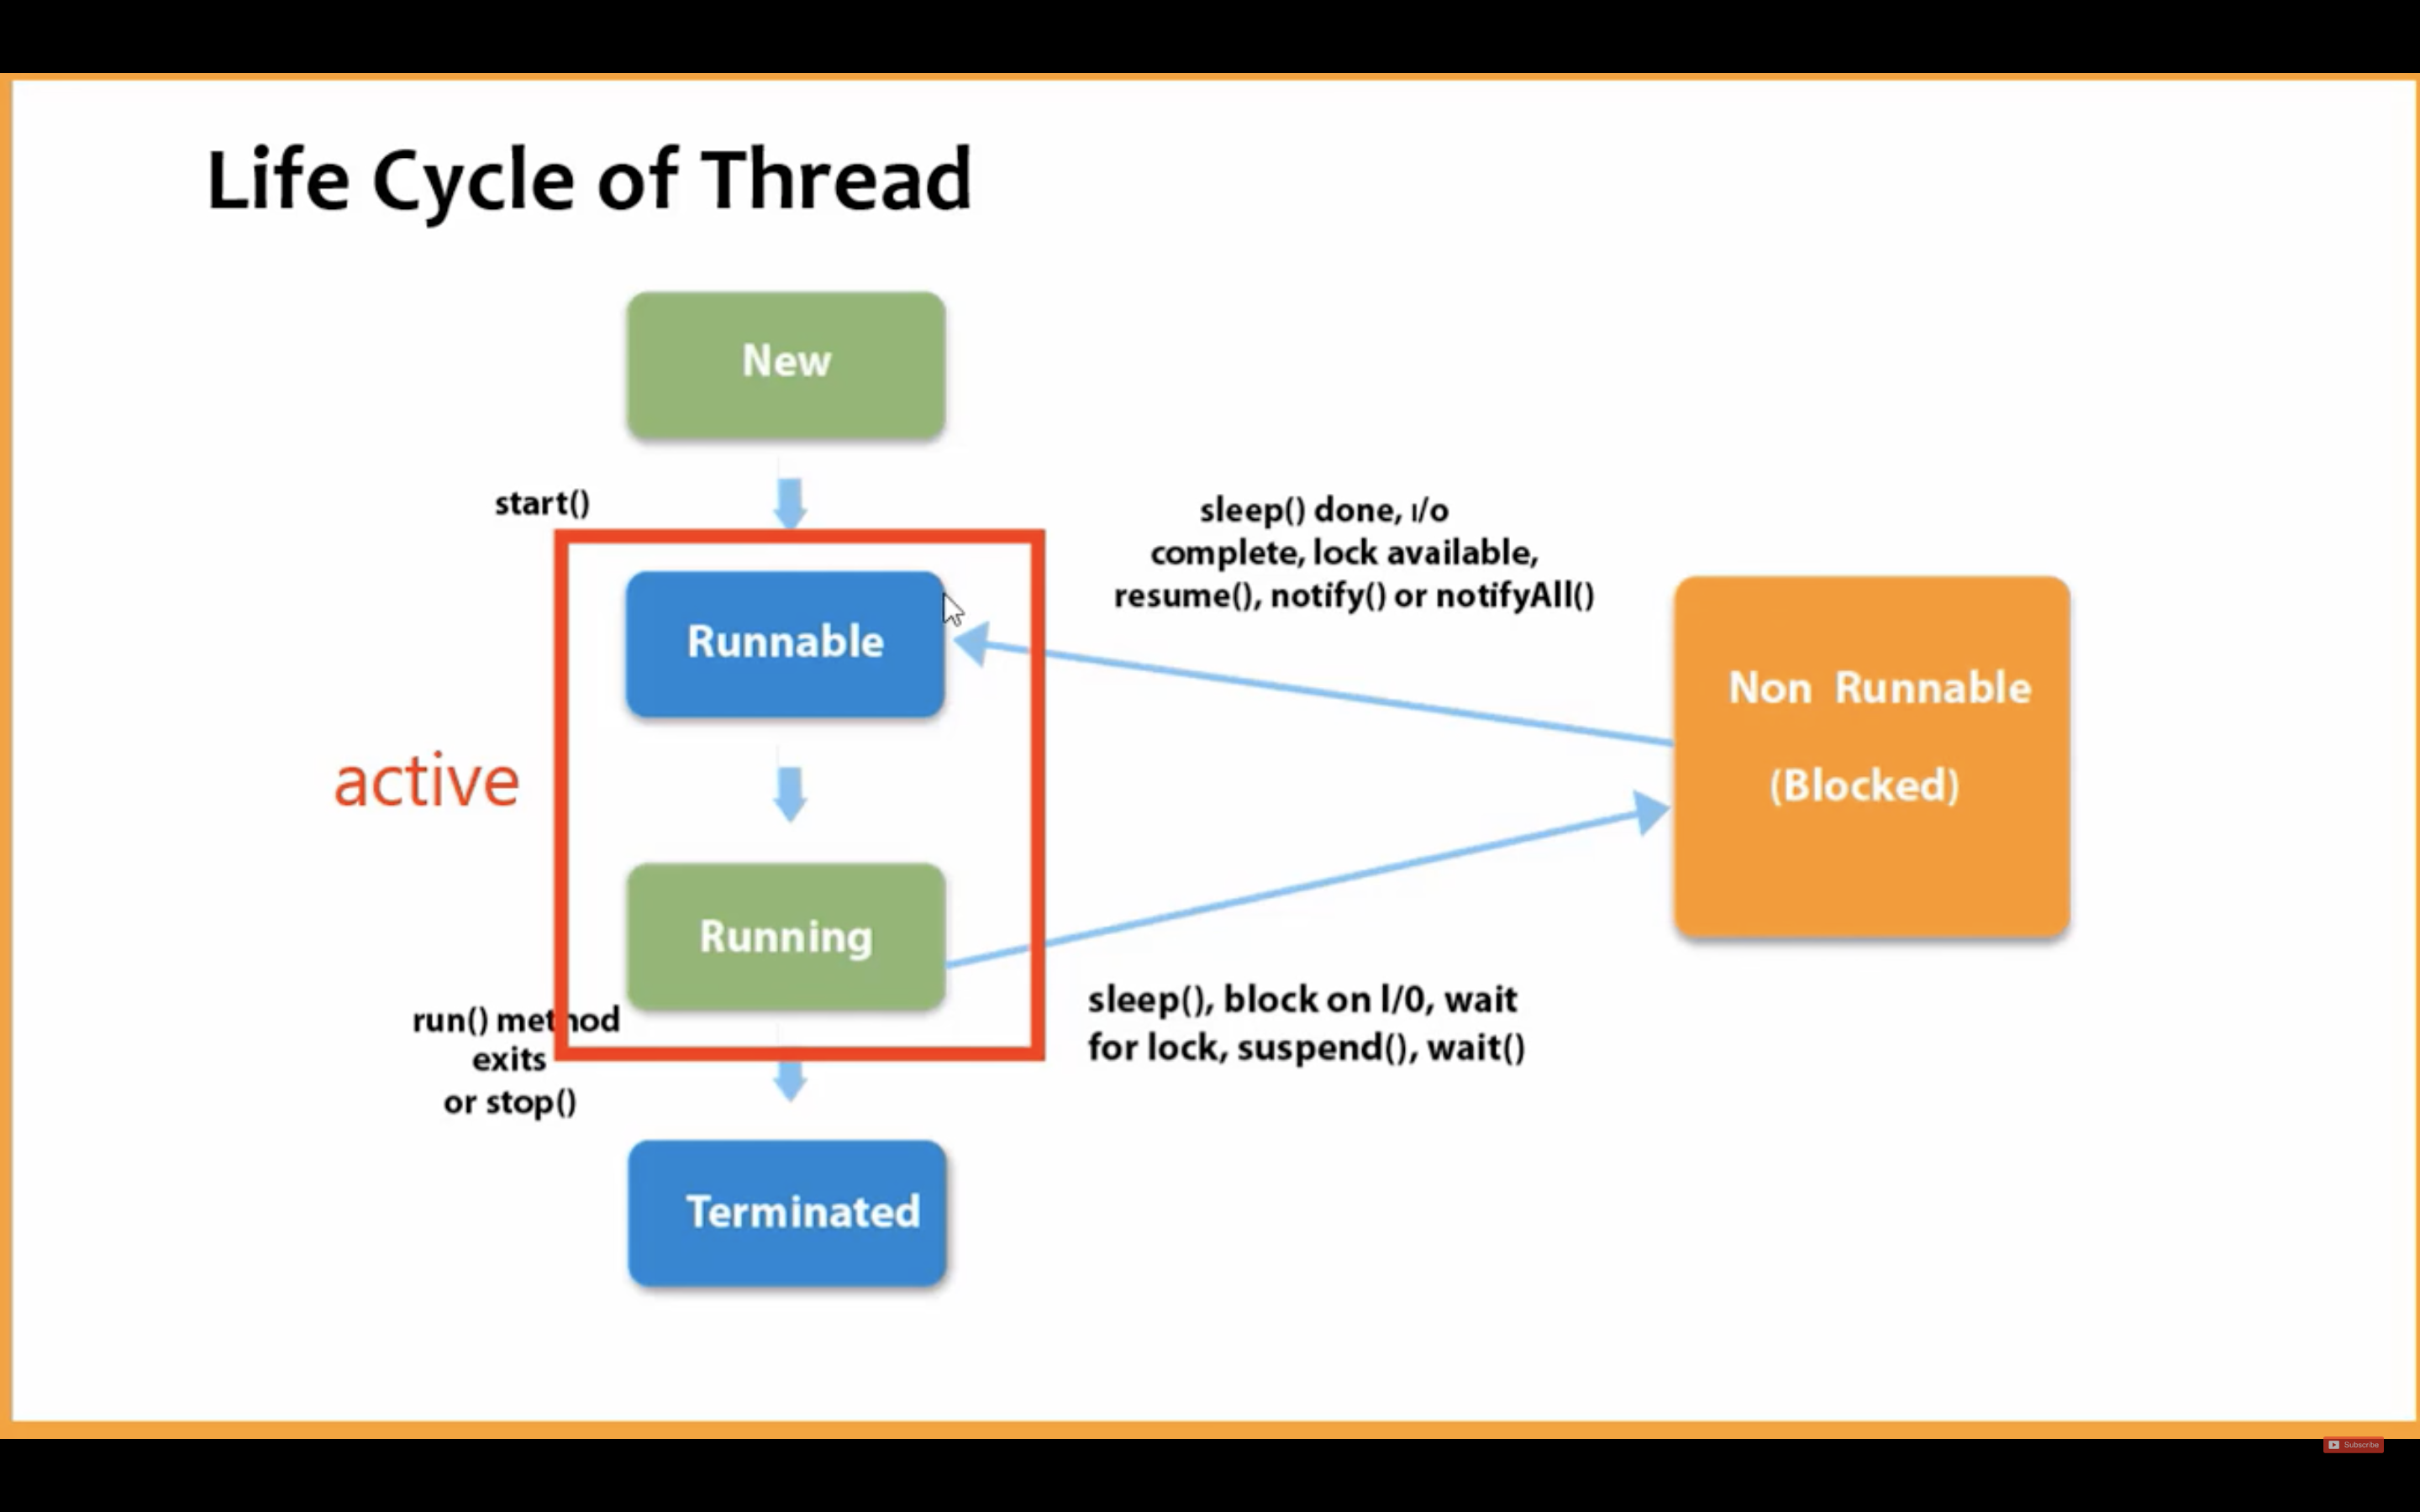 Life Cycle of Thread
New
start()
sleep() done, ı/o
complete, lock available,
resume(), notify() or notifyAll()
Runnable
Non Runnable
(Blocked)
active
Running
sleep(), block on l/0, wait
for lock, suspend(), wait()
run() method
exits
or stop()
Terminated
Subscribe